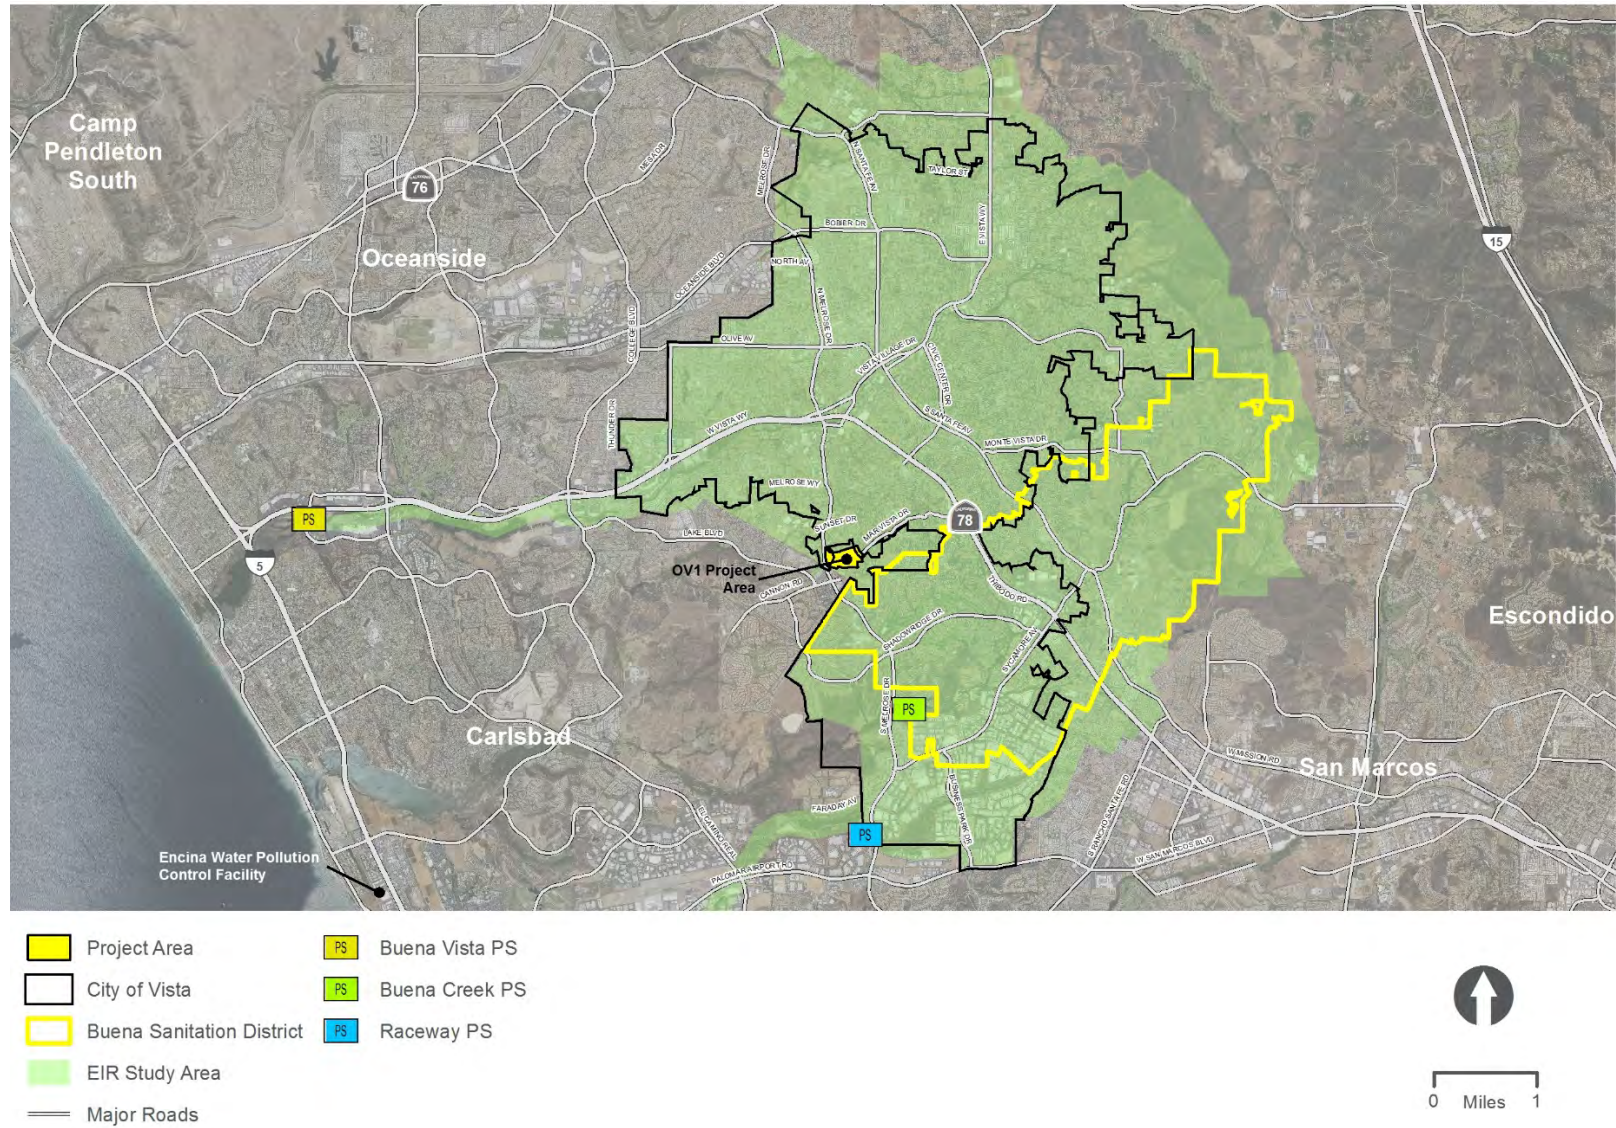 Camp
Pendleton
South
CALIFORNIA
76
Oceanside
MESA DR
MELROSE DR
N SANTA FE AV
TAYLOR ST
BOBIER DR
E VISTA WY
NORTH AV
OCEANSIDE BLVD
N MELROSE DR
COLLEGE BLVD
OLIVE AV
VISTA VILLAGE DR
CIVIC CENTER DR
15
THUNDER DR
W VISTA WY
S SANTA FE AV
MONTE VISTA DR
MELROSE WY
PS
SUNSET DR
MAR VISTA DR
CALIFORNIA
78
LAKE BLVD
5
OV1 Project
Area
CANNON RD
THIBODO RD
Escondido
SHADOWRIDGE DR
SYCAMORE AV
S MELROSE DR
PS
Carlsbad
W MISSION RD
San Marcos
FARADAY AV
BUSINESS PARK DR
S RANCHO SANTA FE RD
EL CAMINO REAL
PS
W SAN MARCOS BLVD
PALOMAR AIRPORT RD
Encina Water Pollution
Control Facility
Project Area
PS Buena Vista PS
City of Vista
PS Buena Creek PS
Buena Sanitation District
PS Raceway PS
EIR Study Area
Major Roads
0 Miles 1